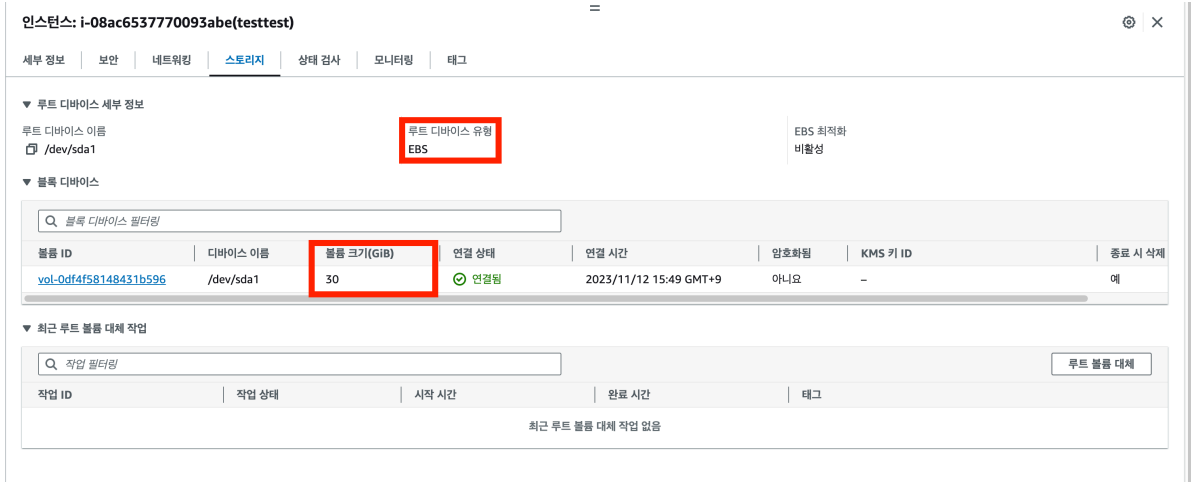 인스턴스: i-08ac6537770093abe(testtest)
세부 정보 보안 네트워킹 스토리지 상태 검사 모니터링 태그
▼ 루트 디바이스 세부 정보
루트 디바이스 이름 루트 디바이스 유형 EBS 최적화
/dev/sda1 EBS 비활성
▼ 블록 디바이스
블록 디바이스 필터링
볼륨 ID 디바이스 이름 볼륨 크기(GiB) 연결 상태 연결 시간 암호화됨 KMS 키 ID 종료 시 삭제
vol-0df4f58148431b596 /dev/sda1 30 연결됨 2023/11/12 15:49 GMT+9 아니요 – 예
▼ 최근 루트 볼륨 대체 작업
작업 필터링 루트 볼륨 대체
작업 ID 작업 상태 시작 시간 완료 시간 태그
최근 루트 볼륨 대체 작업 없음